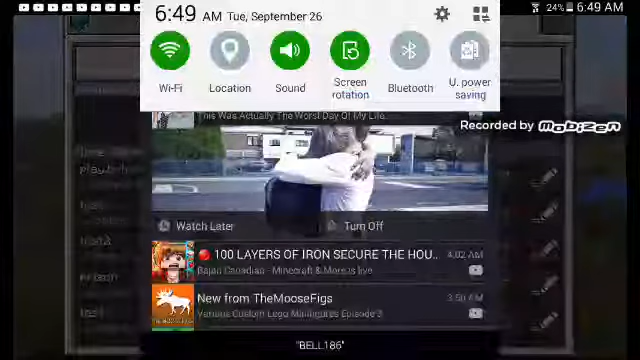 6:49 AM Tue, September 26
24% 6:49 AM
Wi-Fi
Location
Sound
Screen rotation
Bluetooth
U. power saving
This Was Actually The Worst Day Of My Life..
Recorded by Mobizen
Watch Later
Turn Off
100 LAYERS OF IRON SECURE THE HOU.. 4:02 AM
Bajan Canadian - Minecraft & More is live
New from TheMooseFigs 3:50 AM
Various Custom Lego Minifigures Episode 3
"BELL186"